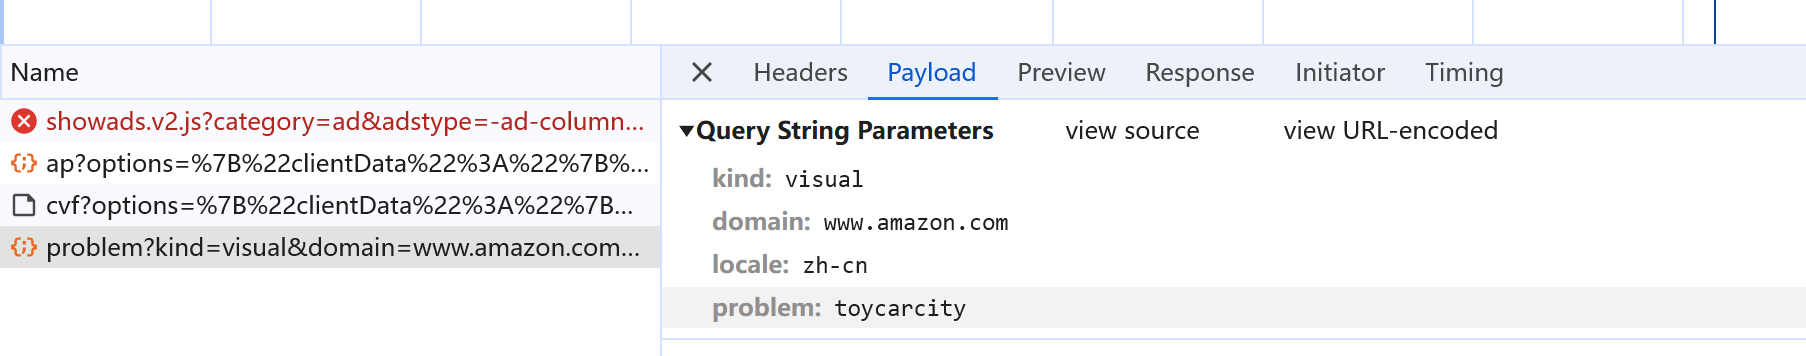 Name
Headers Payload Preview Response Initiator Timing
showads.v2.js?category=ad&adstype=-ad-column...
ap?options=%7B%22clientData%22%3A%22%7B%...
cvf?options=%7B%22clientData%22%3A%22%7B...
problem?kind=visual&domain=www.amazon.com...
Query String Parameters view source view URL-encoded
kind: visual
domain: www.amazon.com
locale: zh-cn
problem: toycarcity